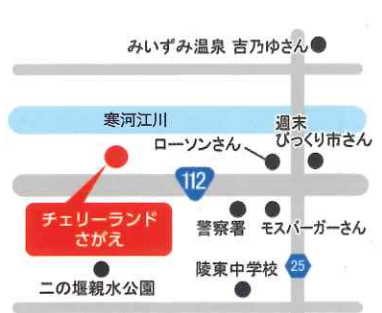 みいずみ温泉 吉乃ゆさん
寒河江川
週末
びっくり市さん
ローソンさん
112
チェリーランド
さがえ
警察署
モスバーガーさん
陵東中学校
25
二の堰親水公園